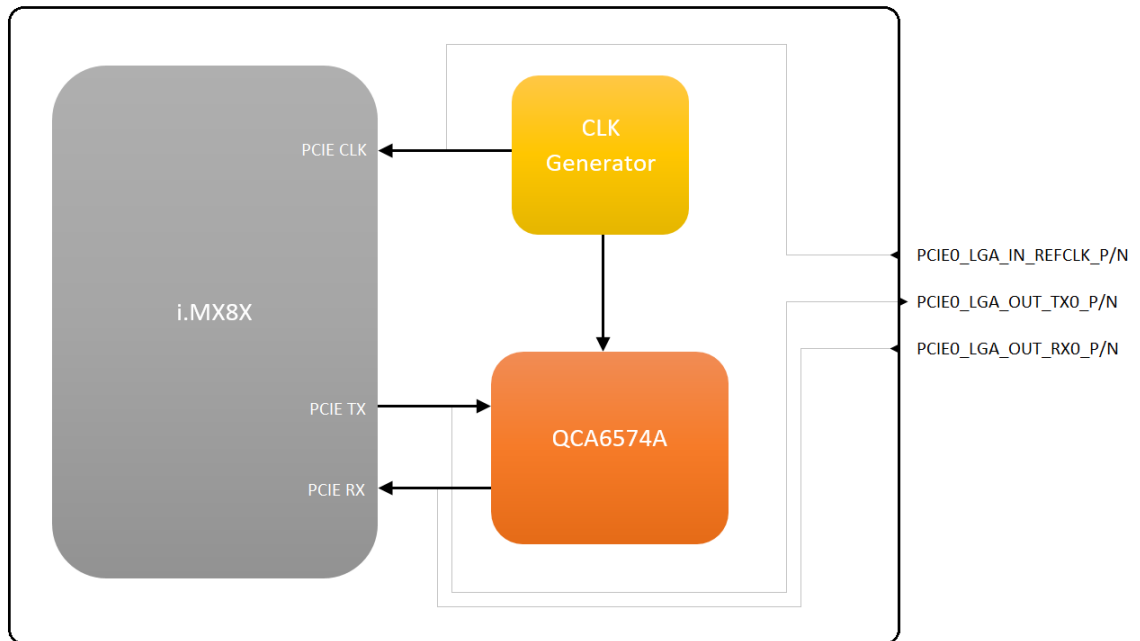 CLK
Generator
PCIE CLK
PCIE0_LGA_IN_REFCLK_P/N
PCIE0_LGA_OUT_TX0_P/N
i.MX8X
PCIE0_LGA_OUT_RX0_P/N
PCIE TX
QCA6574A
PCIE RX